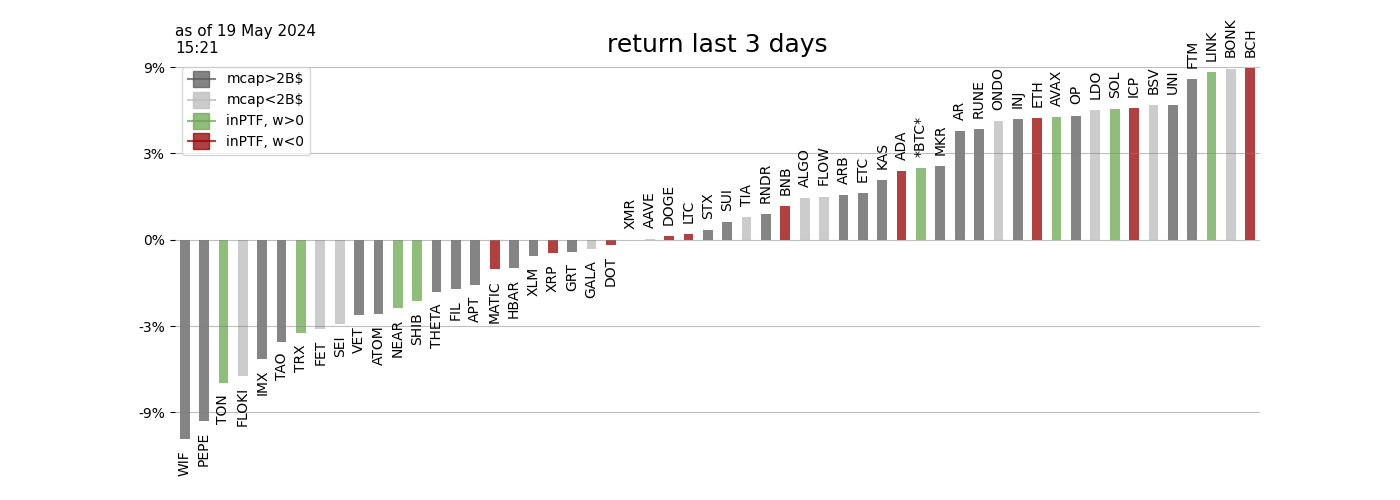 as of 19 May 2024
15:21
return last 3 days
mcap>2B$
mcap<2B$
inPTF, w>0
inPTF, w<0
9%
3%
0%
-3%
-9%
WIF
PEPE
TON
FLOKI
IMX
TAO
TRX
FET
SEI
VET
ATOM
NEAR
SHIB
THETA
FIL
APT
MATIC
HBAR
XLM
XRP
GRT
GALA
DOT
XMR
AAVE
DOGE
LTC
STX
SUI
TIA
RNDR
BNB
ALGO
FLOW
ARB
ETC
KAS
ADA
*BTC*
MKR
AR
RUNE
ONDO
INJ
ETH
AVAX
OP
LDO
SOL
ICP
BSV
UNI
FTM
LINK
BONK
BCH